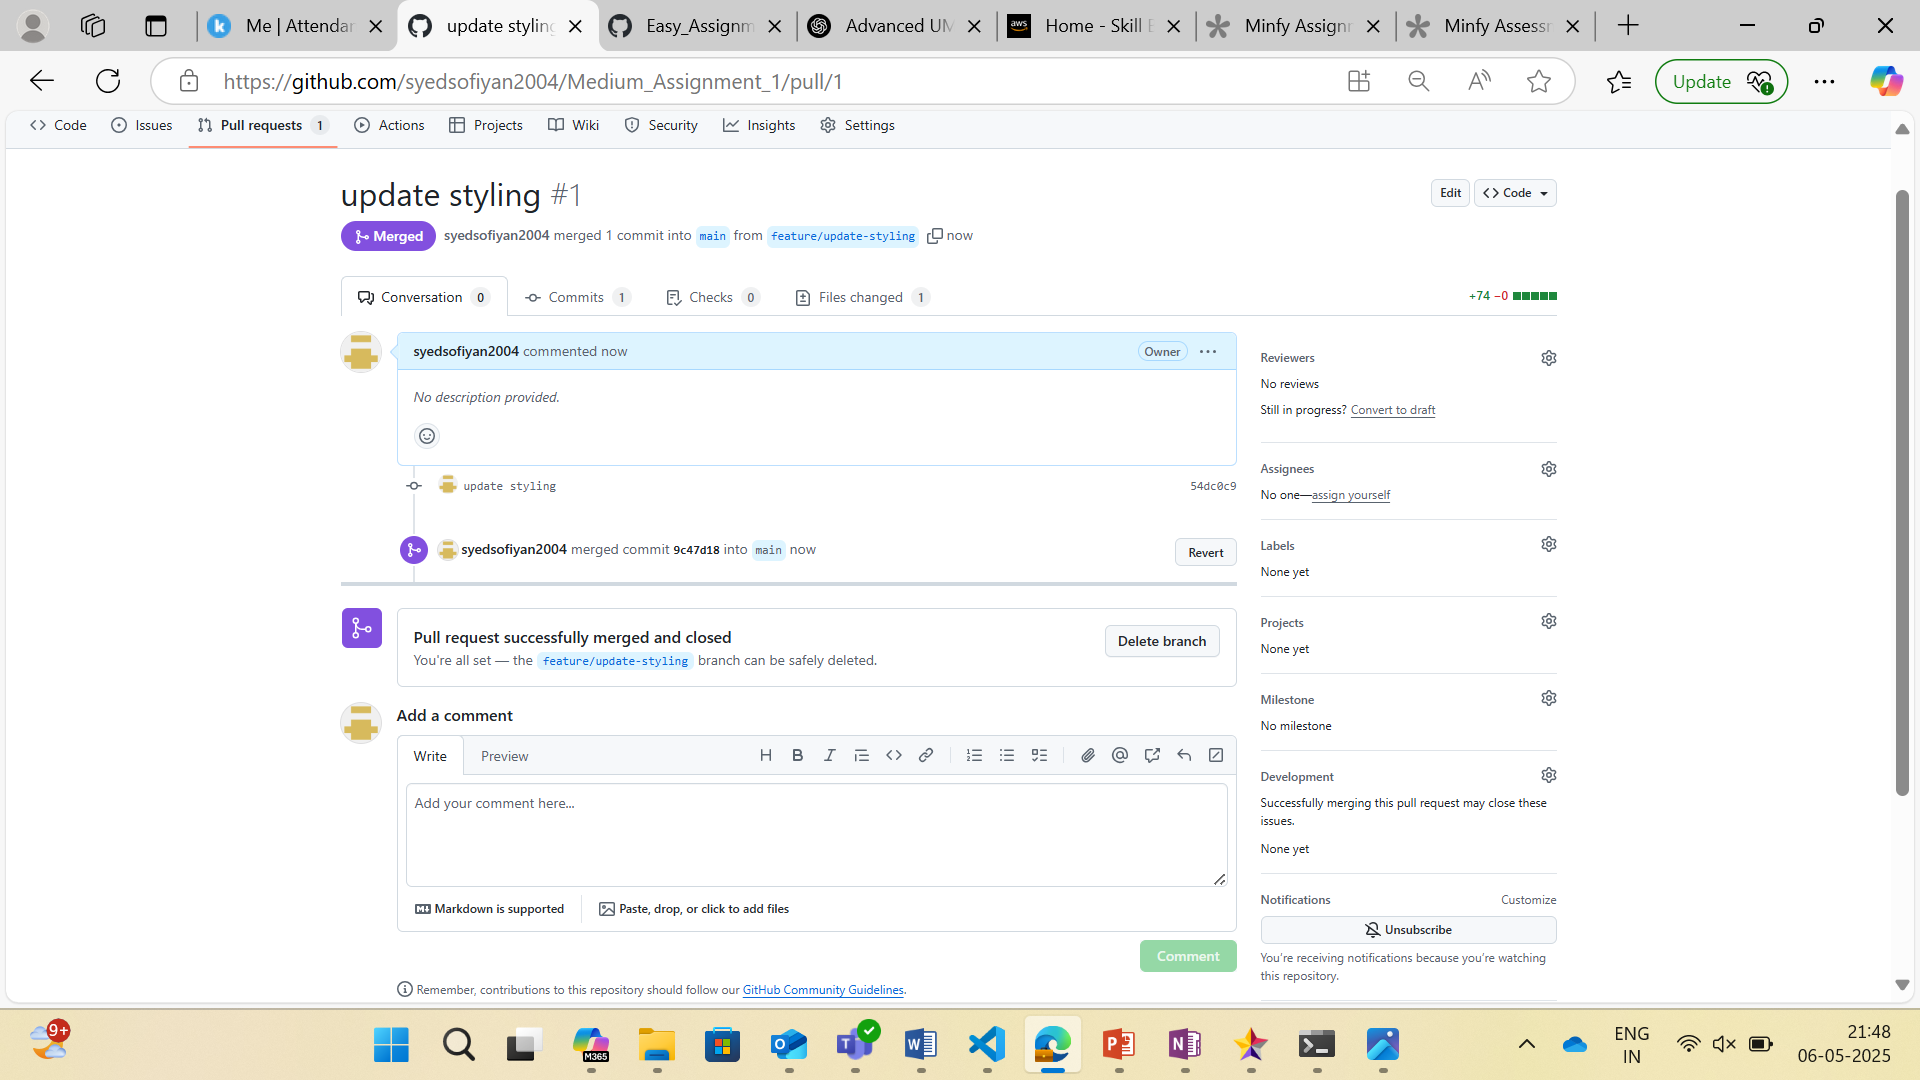 Me | Attendan
update styling
Easy_Assignm
Advanced UM
aws
Home - Skill B
Minfy Assignm
Minfy Assessm
https://github.com/syedsofiyan2004/Medium_Assignment_1/pull/1
Update
Code
Issues
Pull requests 1
Actions
Projects
Wiki
Security
Insights
Settings
update styling #1
Edit
Code
Merged
syedsofiyan2004 merged 1 commit into main from feature/update-styling now
Conversation 0
Commits 1
Checks 0
Files changed 1
+74 −0
syedsofiyan2004 commented now
Owner
No description provided.
update styling
54dc0c9
syedsofiyan2004 merged commit 9c47d18 into main now
Revert
Pull request successfully merged and closed
You're all set — the feature/update-styling branch can be safely deleted.
Delete branch
Add a comment
Write
Preview
Add your comment here...
Markdown is supported
Paste, drop, or click to add files
Comment
Remember, contributions to this repository should follow our GitHub Community Guidelines.
Reviewers
No reviews
Still in progress? Convert to draft
Assignees
No one—assign yourself
Labels
None yet
Projects
None yet
Milestone
No milestone
Development
Successfully merging this pull request may close these
issues.
None yet
Notifications
Customize
Unsubscribe
You're receiving notifications because you're watching
this repository.
9+
M365
ENG
IN
21:48
06-05-2025